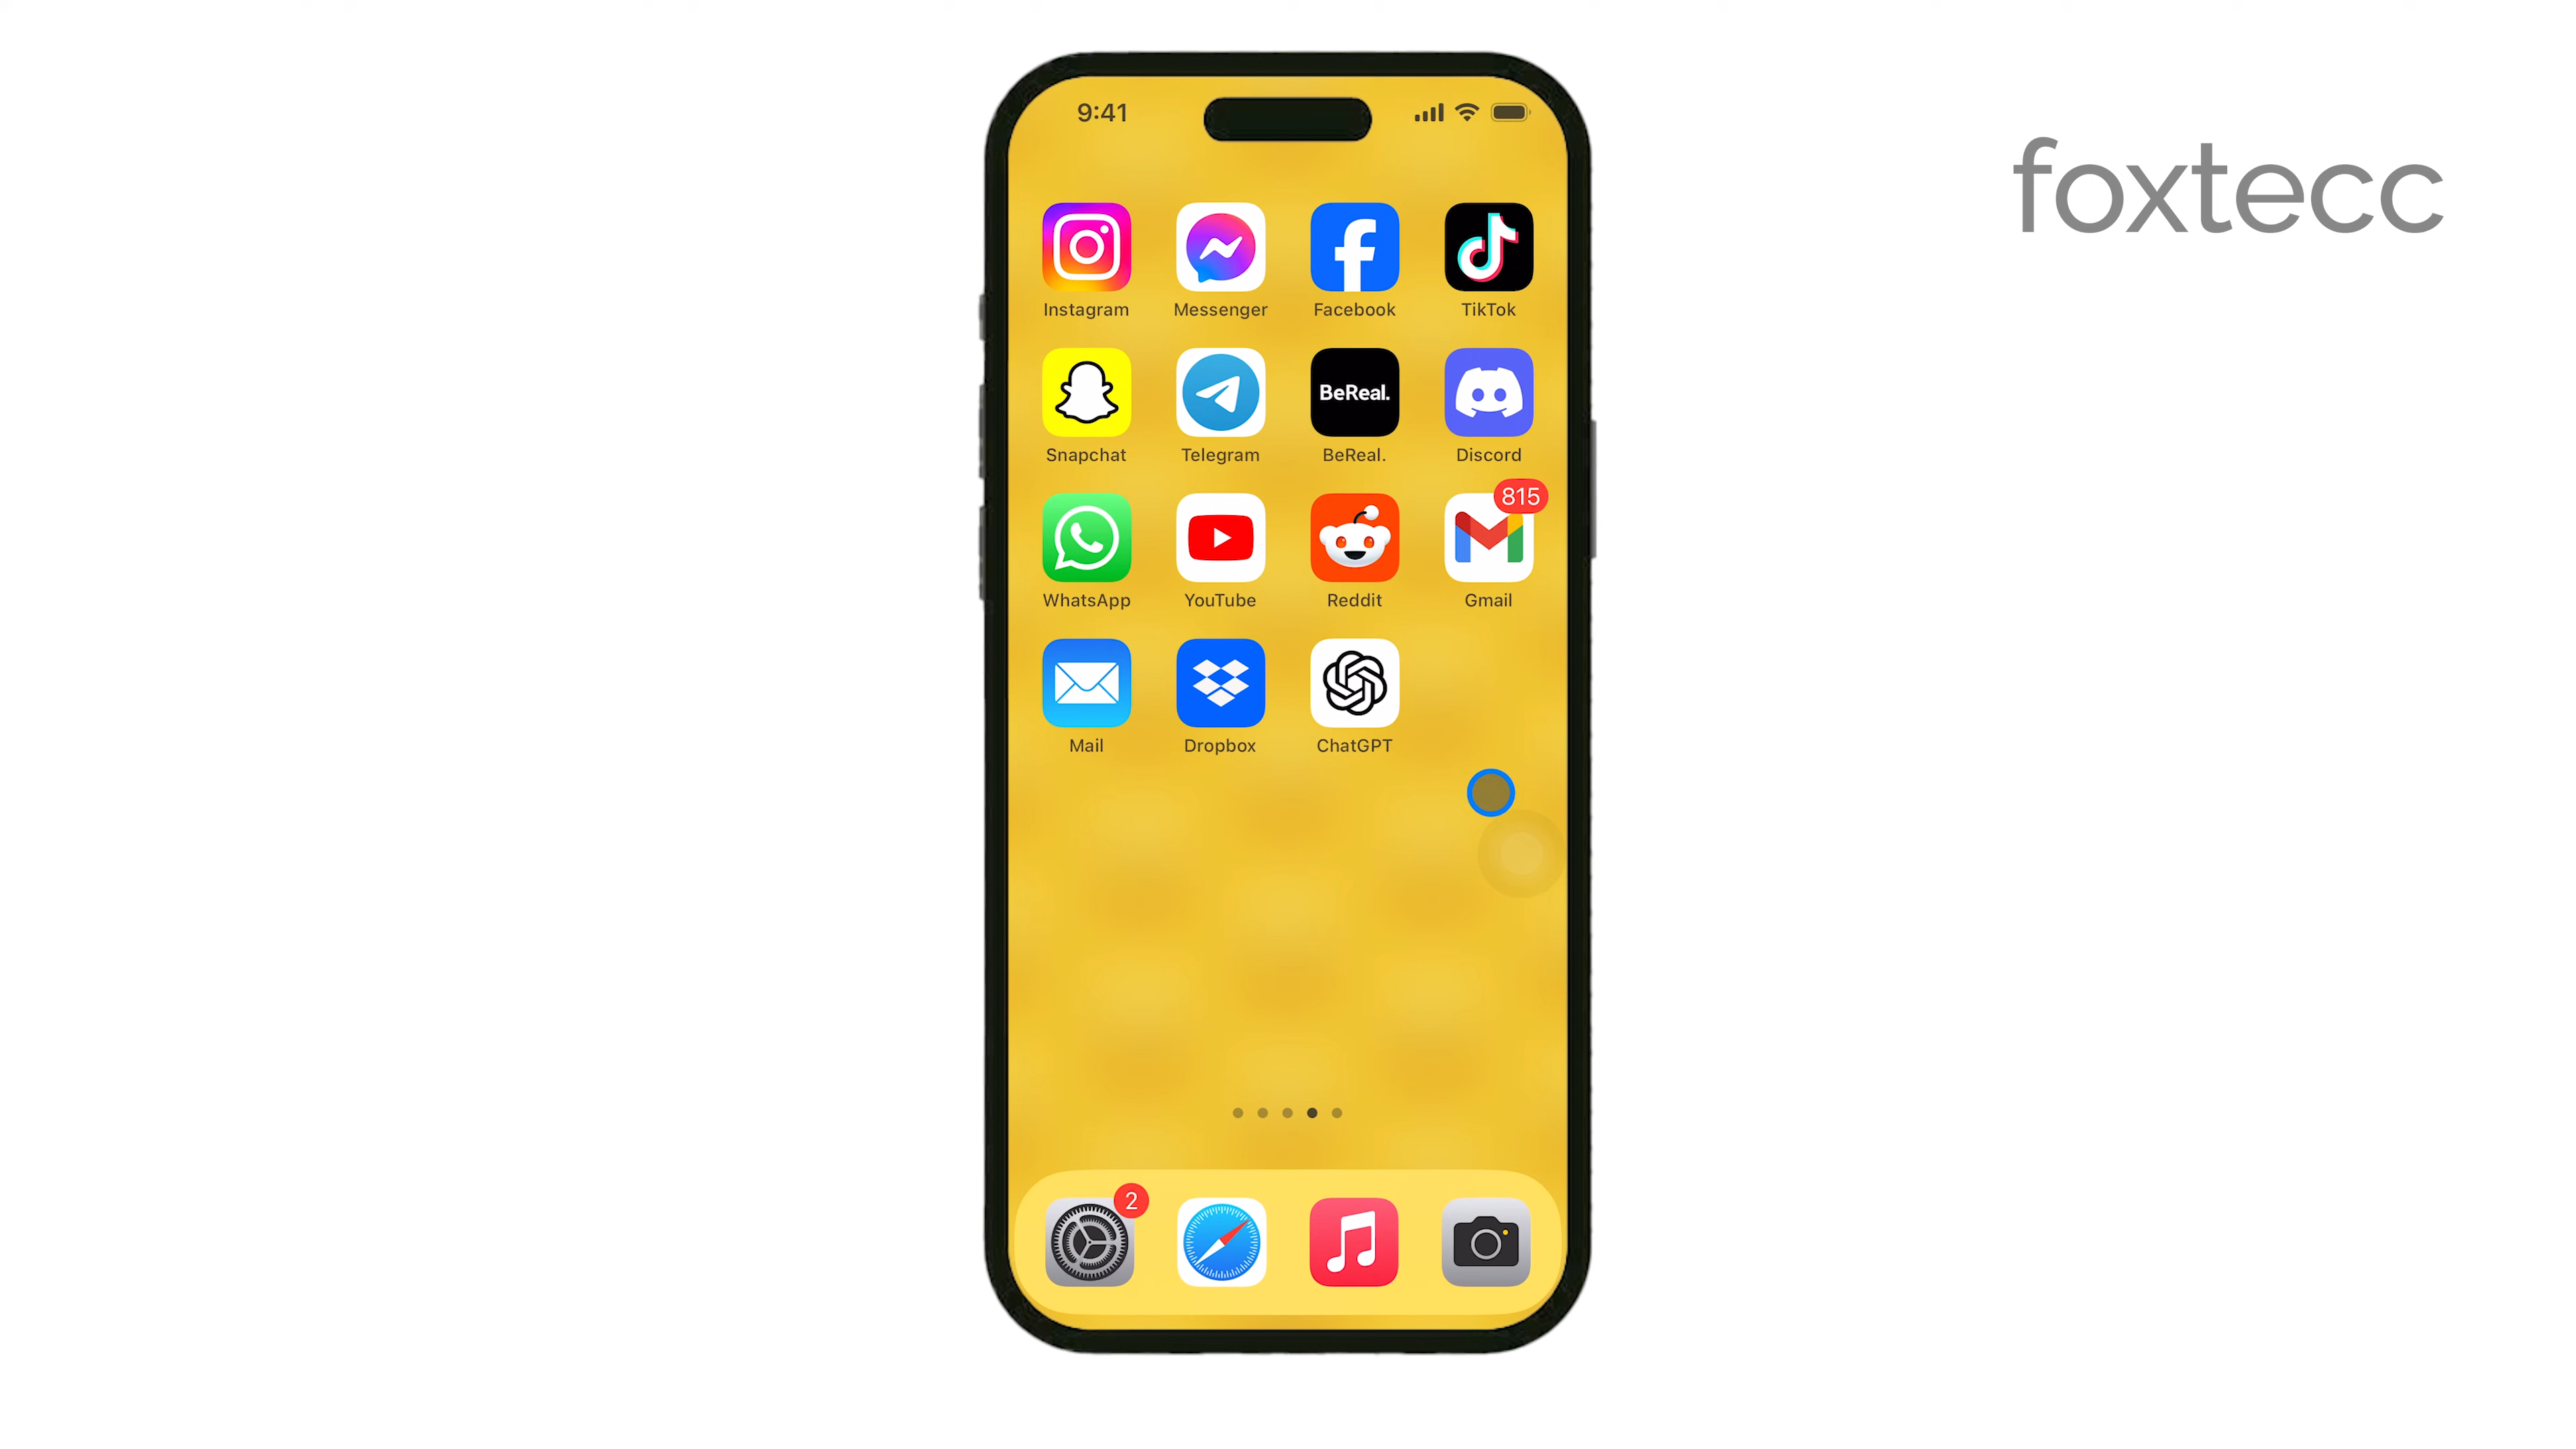 9:41
foxtecc
Instagram Messenger Facebook TikTok
BeReal.
Snapchat Telegram BeReal. Discord
815
WhatsApp YouTube Reddit Gmail
Mail Dropbox ChatGPT
2